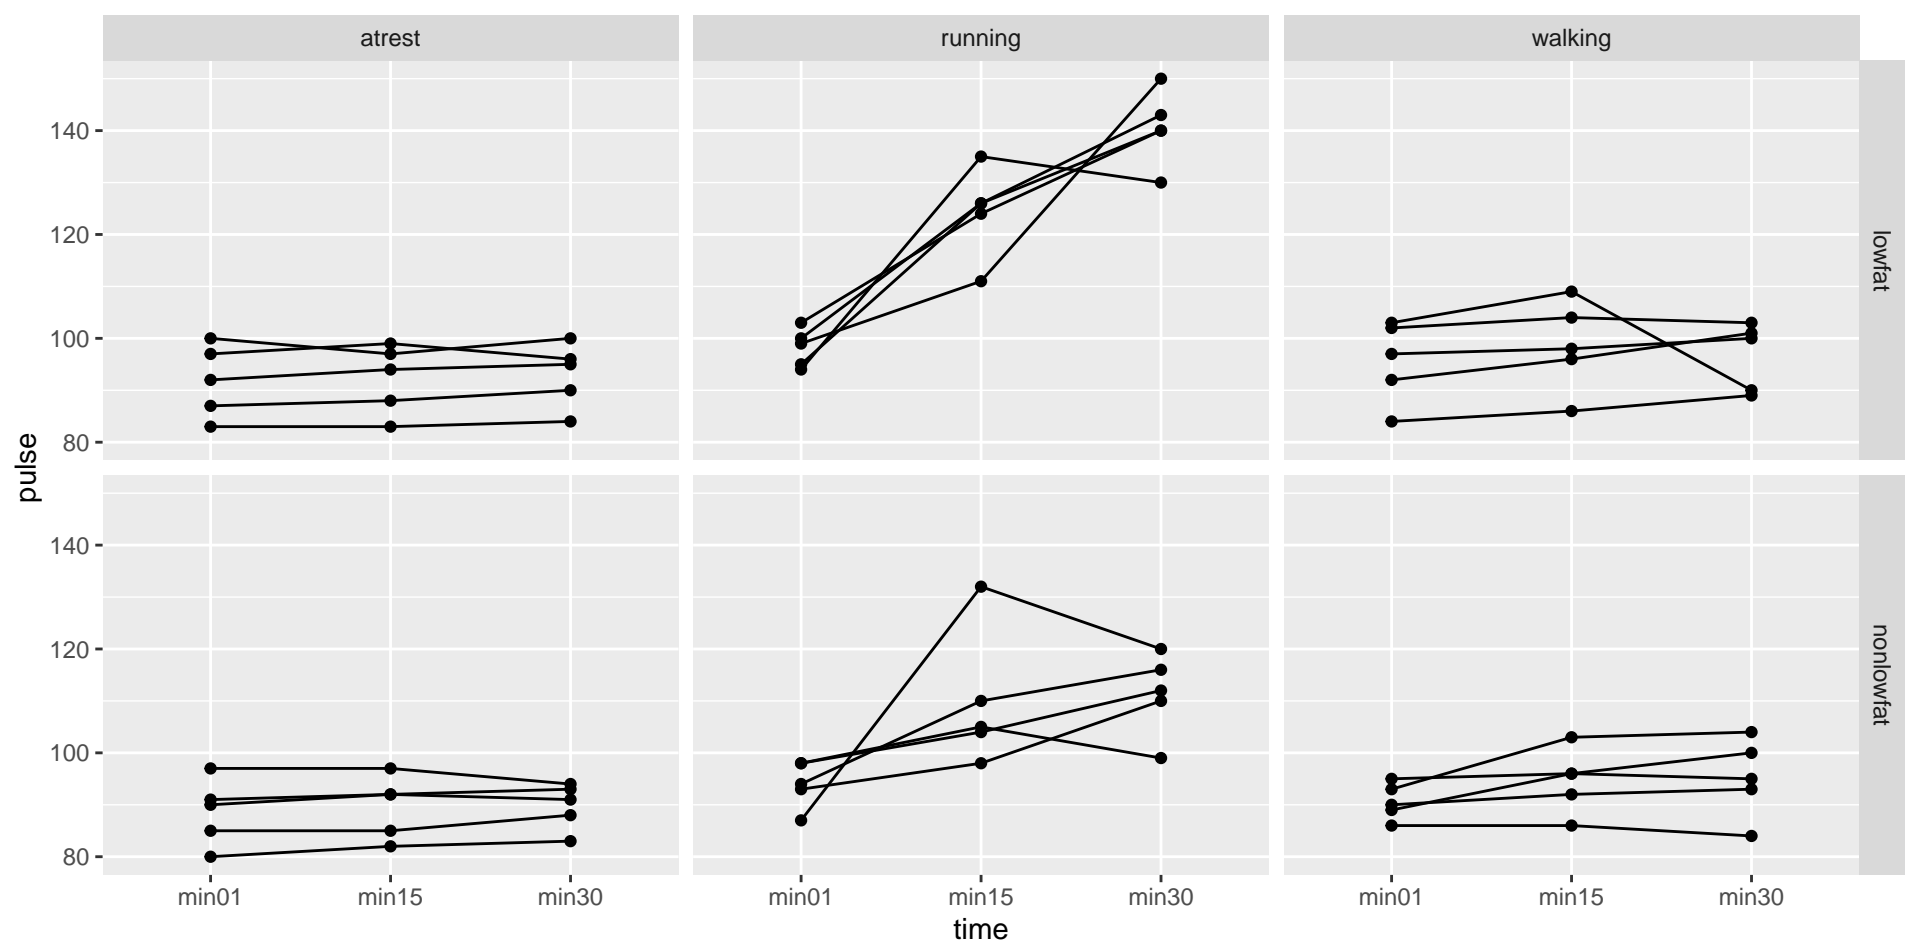 atrest running walking
140
120
100
80
lowfat
pulse
140
120
100
80
nonlowfat
min01 min15 min30 min01 min15 min30 min01 min15 min30
time